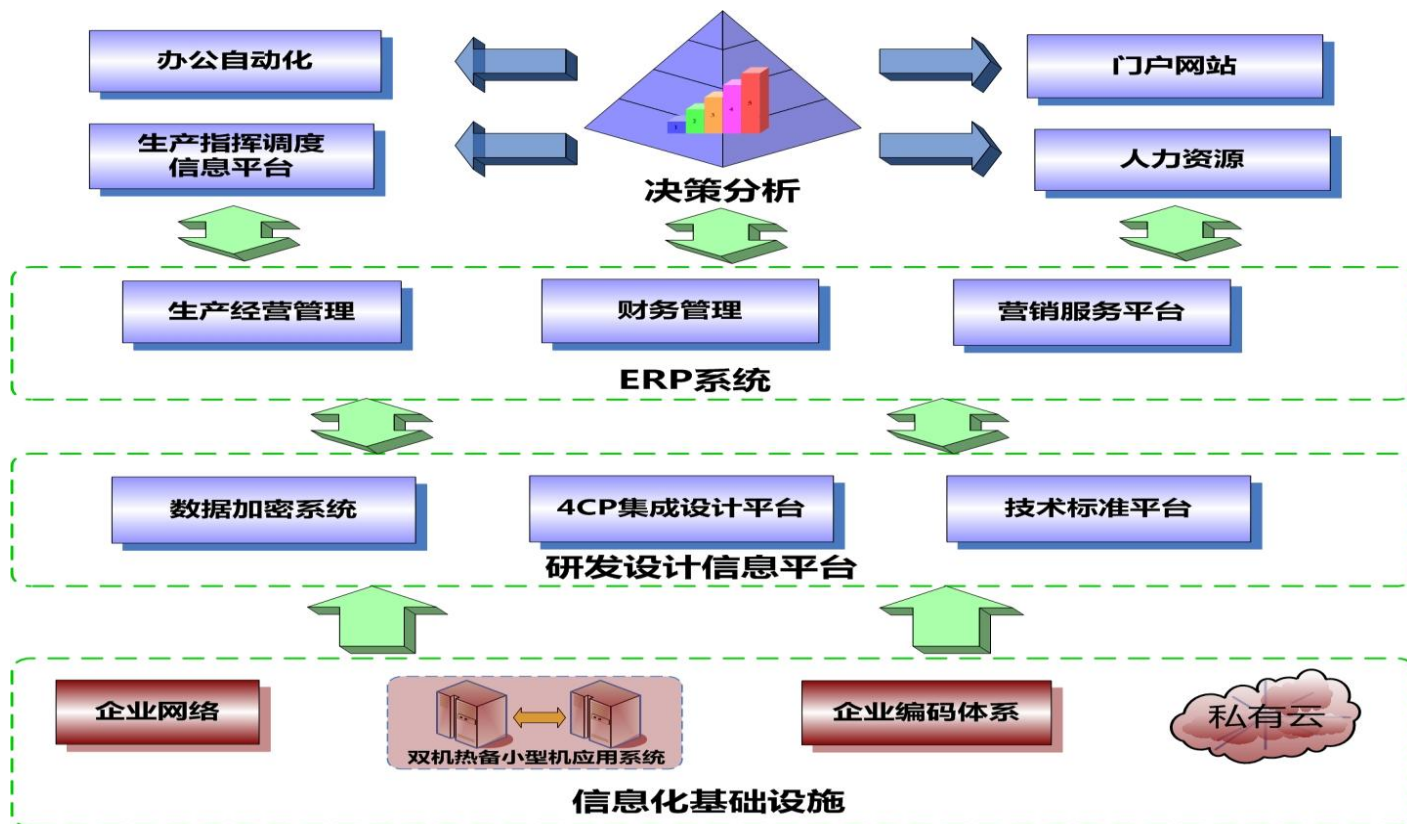 办公自动化
门户网站
生产指挥调度
信息平台
人力资源
1
2
3
4
5
决策分析
生产经营管理
财务管理
营销服务平台
ERP系统
数据加密系统
4CP集成设计平台
技术标准平台
研发设计信息平台
企业网络
双机热备小型机应用系统
企业编码体系
私有云
信息化基础设施